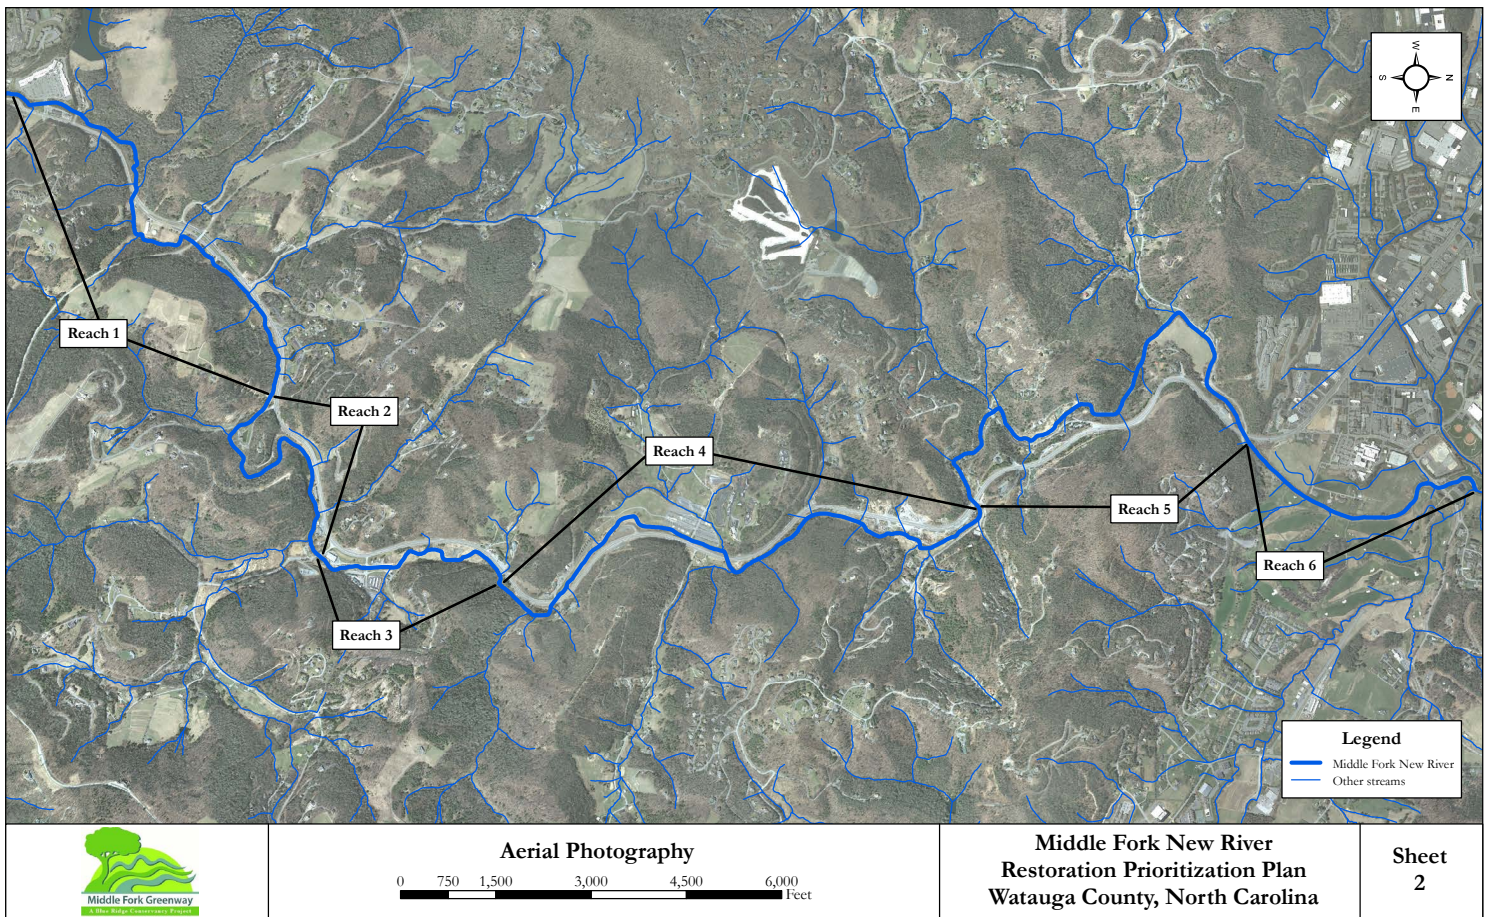 W
S
N
E
Reach 1
Reach 2
Reach 4
Reach 5
Reach 6
Reach 3
Legend
Middle Fork New River
Other streams
Middle Fork Greenway
A Blue Ridge Conservancy Project
Aerial Photography
0 750 1,500 3,000 4,500 6,000
Feet
Middle Fork New River
Restoration Prioritization Plan
Watauga County, North Carolina
Sheet
2